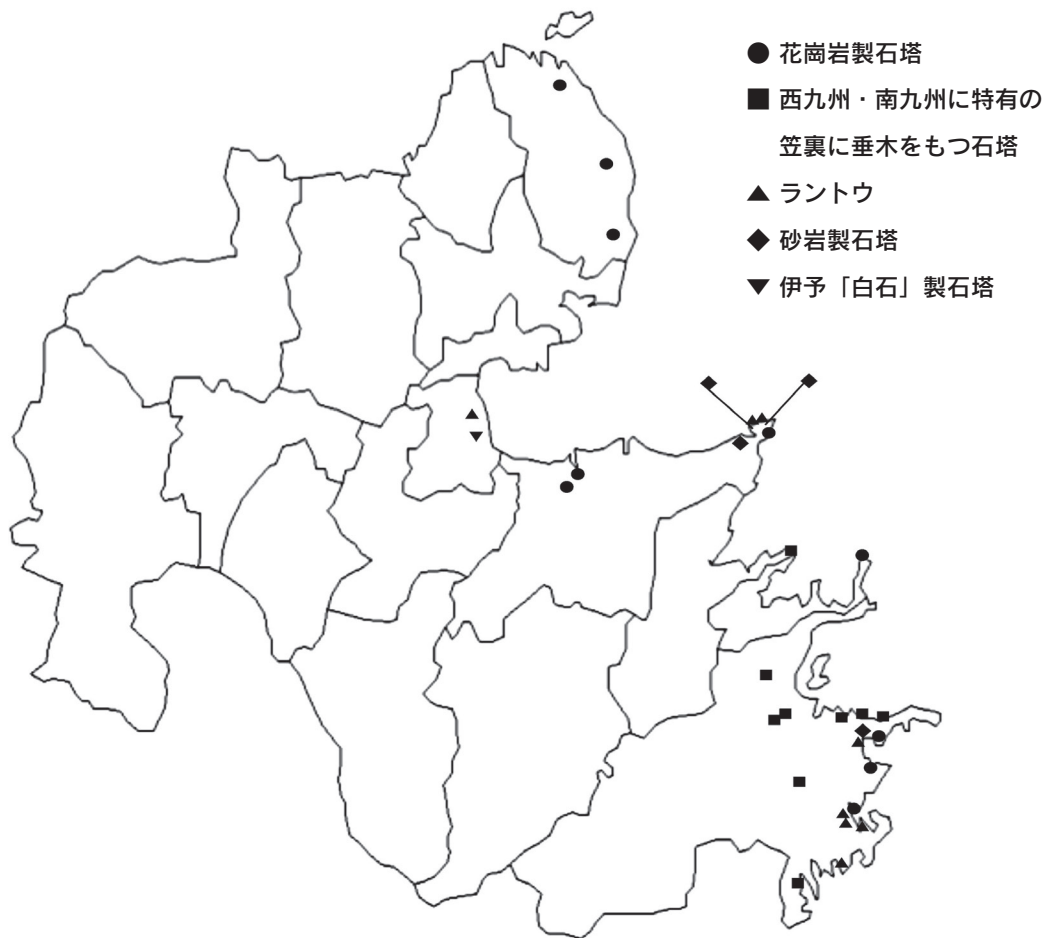 ● 花崗岩製石塔
■ 西九州・南九州に特有の
笠裏に垂木をもつ石塔
▲ ラントウ
◆ 砂岩製石塔
▼ 伊予「白石」製石塔